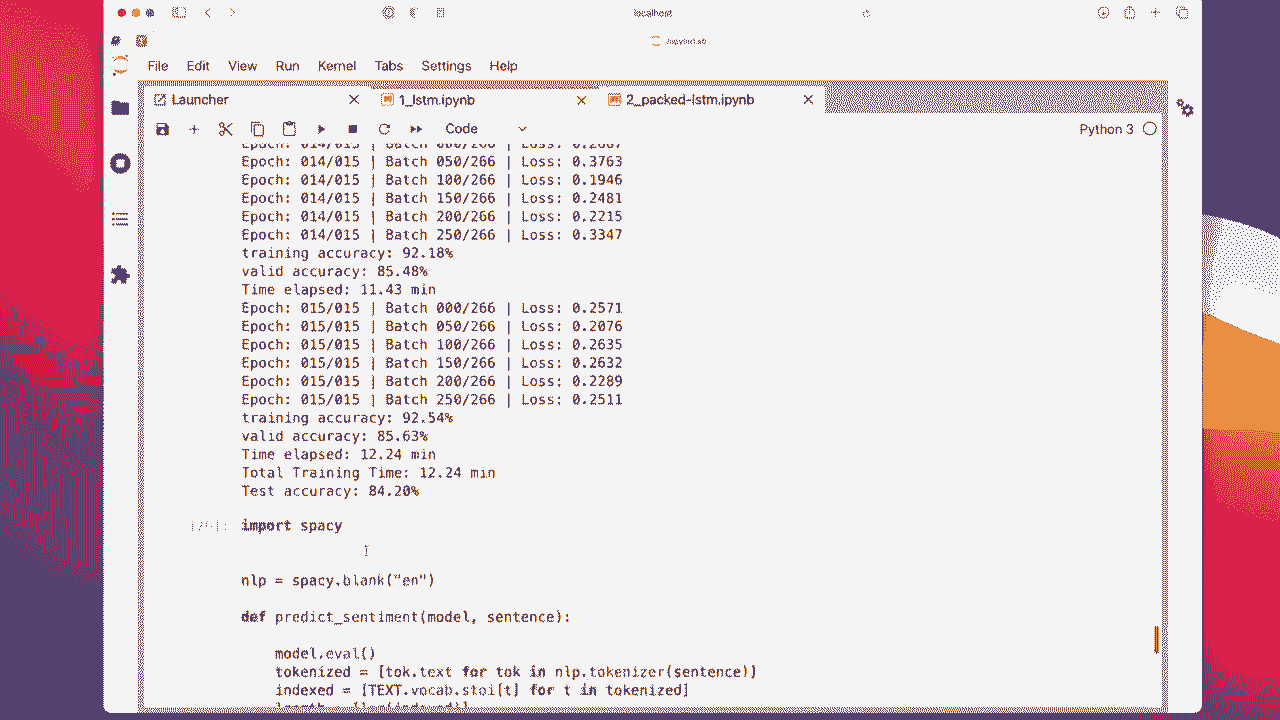 localhost
JupyterLab
File Edit View Run Kernel Tabs Settings Help
Launcher 1_lstm.ipynb 2_packed-lstm.ipynb
Code Python 3
Epoch: 014/015 | Batch 000/266 | Loss:
Epoch: 014/015 | Batch 050/266 | Loss: 0.3763
Epoch: 014/015 | Batch 100/266 | Loss: 0.1946
Epoch: 014/015 | Batch 150/266 | Loss: 0.2481
Epoch: 014/015 | Batch 200/266 | Loss: 0.2215
Epoch: 014/015 | Batch 250/266 | Loss: 0.3347
training accuracy: 92.18%
valid accuracy: 85.48%
Time elapsed: 11.43 min
Epoch: 015/015 | Batch 000/266 | Loss: 0.2571
Epoch: 015/015 | Batch 050/266 | Loss: 0.2076
Epoch: 015/015 | Batch 100/266 | Loss: 0.2635
Epoch: 015/015 | Batch 150/266 | Loss: 0.2632
Epoch: 015/015 | Batch 200/266 | Loss: 0.2289
Epoch: 015/015 | Batch 250/266 | Loss: 0.2511
training accuracy: 92.54%
valid accuracy: 85.63%
Time elapsed: 12.24 min
Total Training Time: 12.24 min
Test accuracy: 84.20%
import spacy
nlp = spacy.blank("en")
def predict_sentiment(model, sentence):
model.eval()
tokenized = [tok.text for tok in nlp.tokenizer(sentence)]
indexed = [TEXT.vocab.stoi[t] for t in tokenized]
length = [len(indexed)]